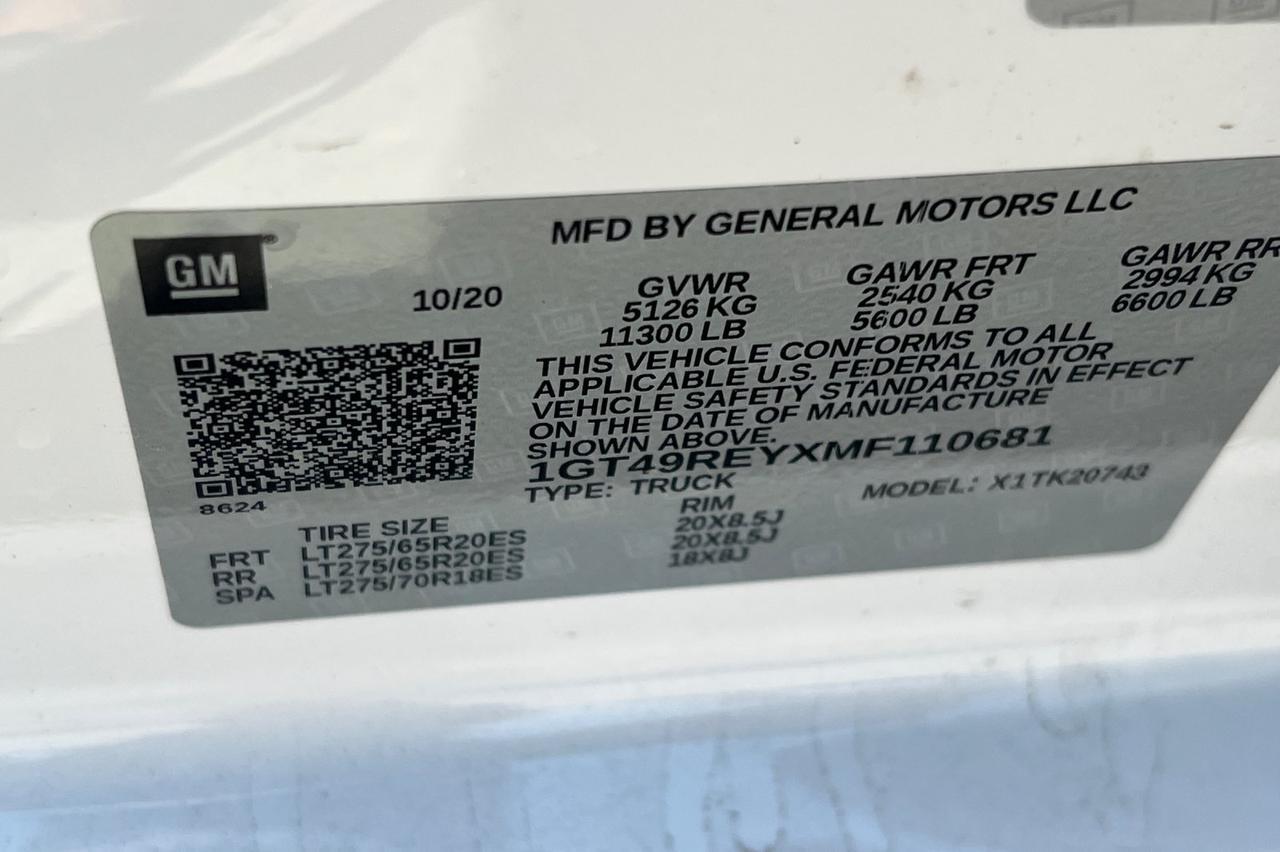 MFD BY GENERAL MOTORS LLC
GM
10/20
GVWR GAWR FRT GAWR RR
5126 KG 2540 KG 2994 KG
11300 LB 5600 LB 6600 LB
THIS VEHICLE CONFORMS TO ALL
APPLICABLE U.S. FEDERAL MOTOR
VEHICLE SAFETY STANDARDS IN EFFECT
ON THE DATE OF MANUFACTURE
SHOWN ABOVE.
1GT49REYXMF110681
TYPE: TRUCK MODEL: X1TK20743
8624
TIRE SIZE RIM
FRT LT275/65R20ES 20X8.5J
RR LT275/65R20ES 20X8.5J
SPA LT275/70R18ES 18X8J